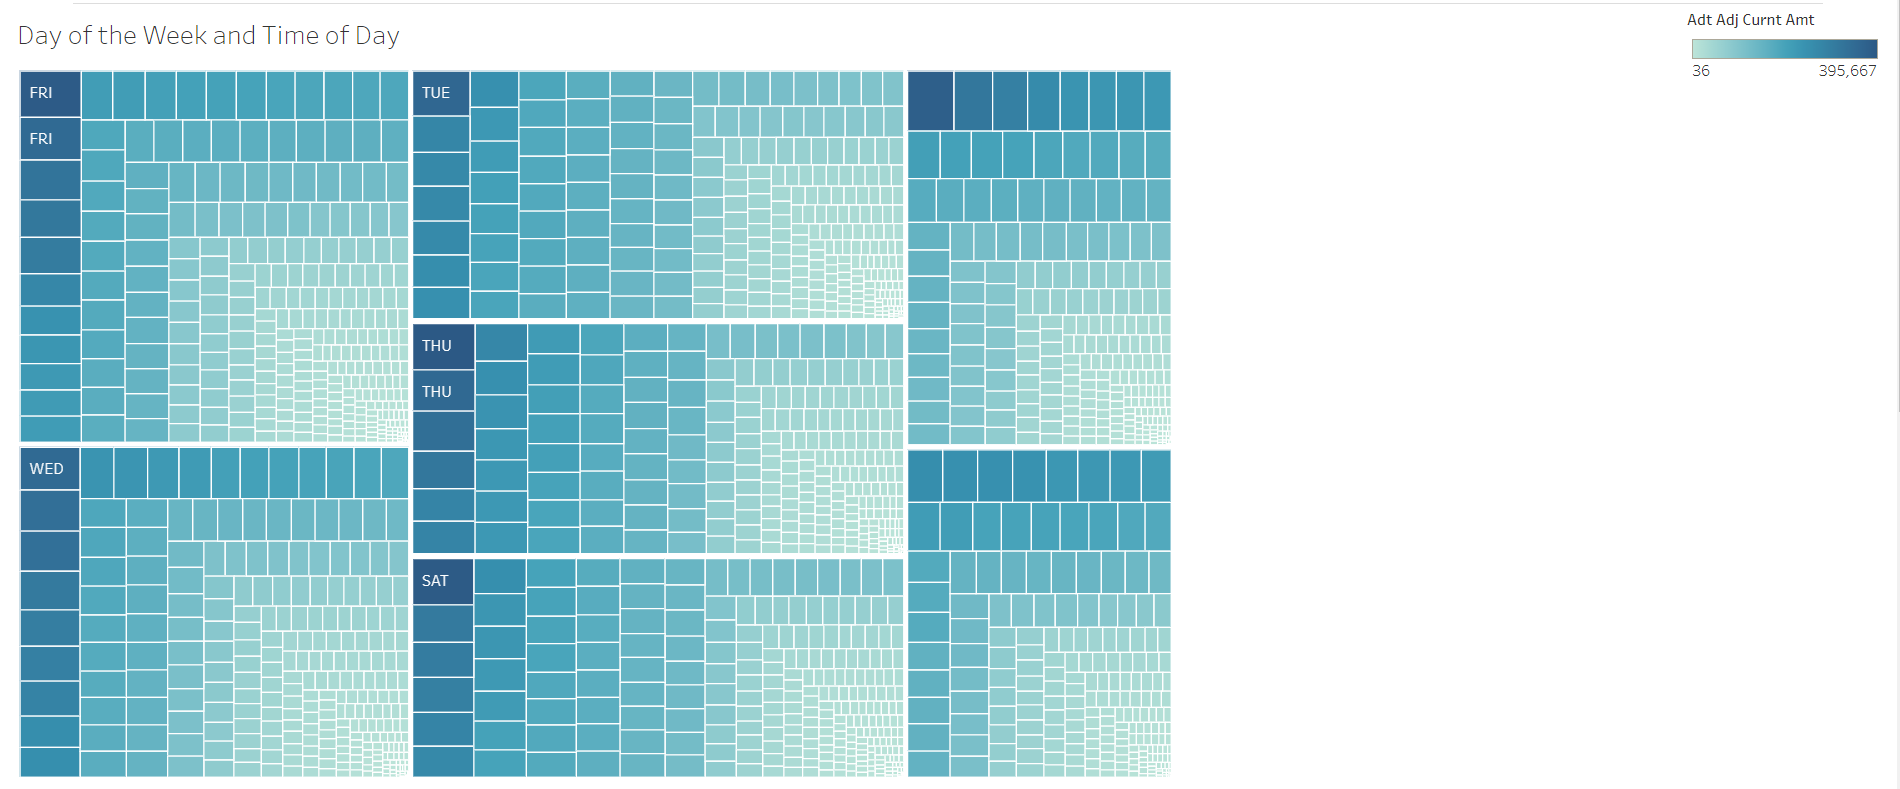 Day of the Week and Time of Day
Adt Adj Curnt Amt
36
395,667
FRI
FRI
WED
TUE
THU
THU
SAT